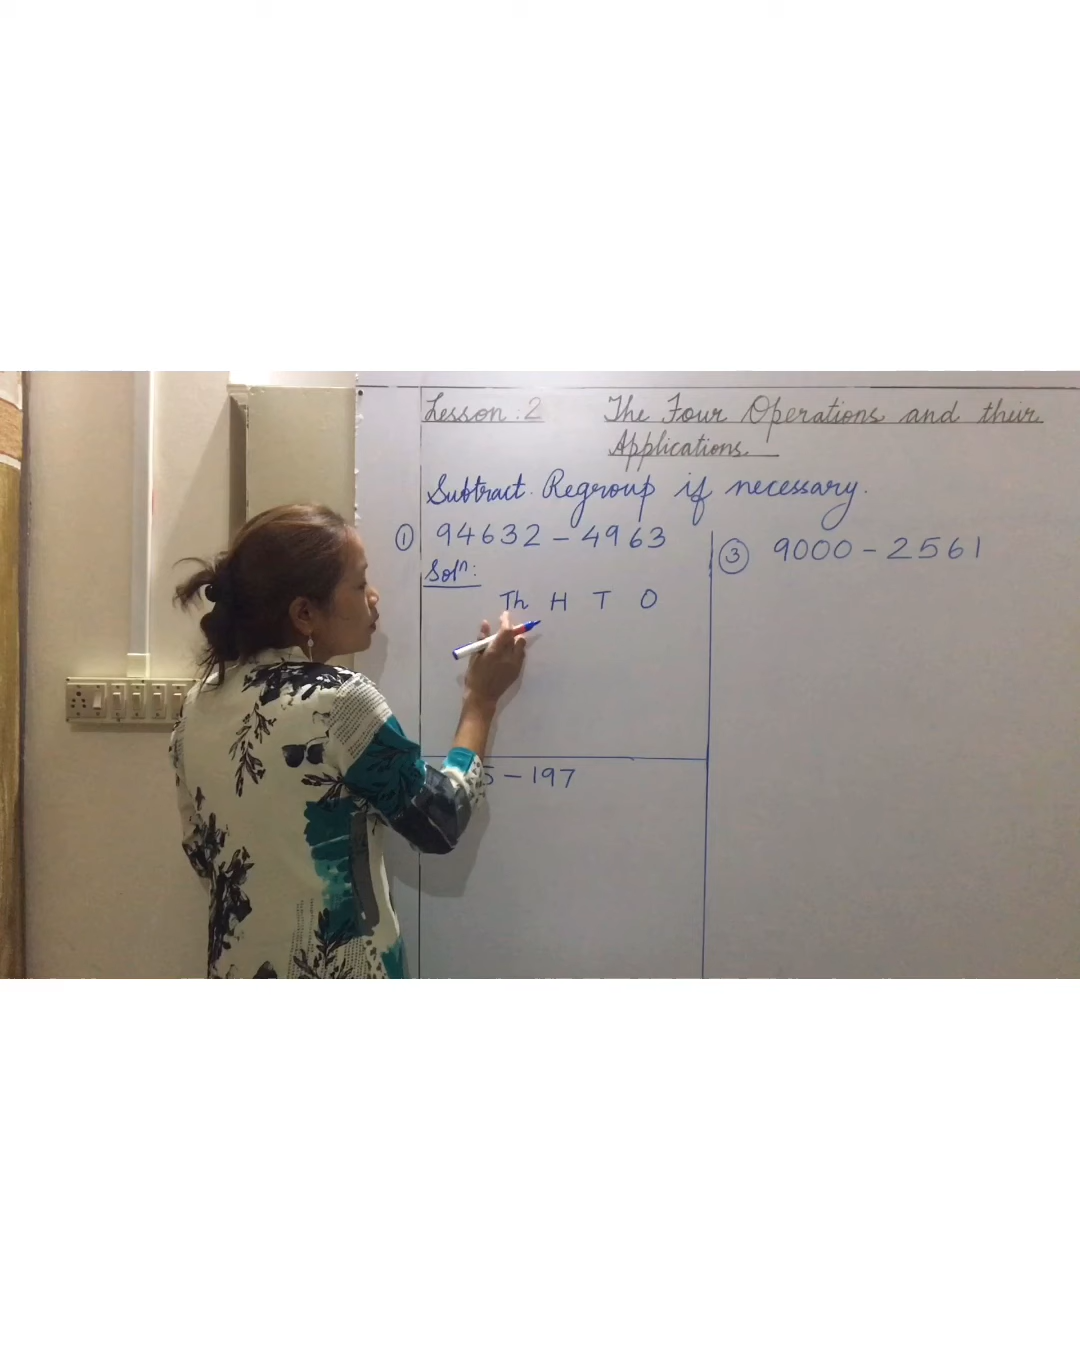 Lesson : 2 The Four Operations and their
Applications
Subtract. Regroup if necessary.
① 94632 - 4963
Solⁿ:
Th H T O
5 - 197
③ 9000 - 2561